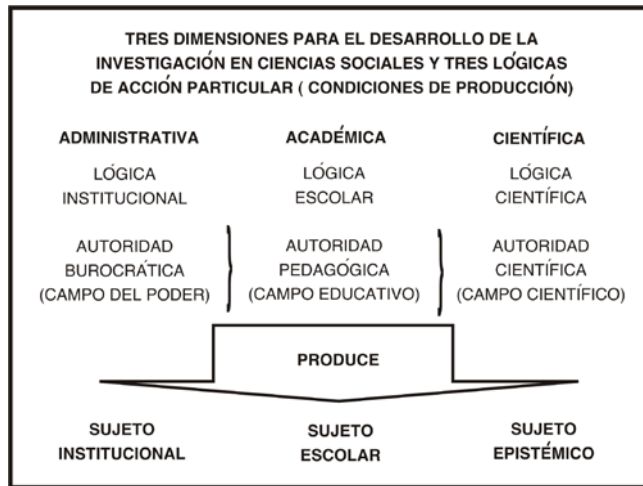 TRES DIMENSIONES PARA EL DESARROLLO DE LA
INVESTIGACIÓN EN CIENCIAS SOCIALES Y TRES LÓGICAS
DE ACCIÓN PARTICULAR ( CONDICIONES DE PRODUCCIÓN)
ADMINISTRATIVA
LÓGICA
INSTITUCIONAL
AUTORIDAD
BUROCRÁTICA
(CAMPO DEL PODER)
ACADÉMICA
LÓGICA
ESCOLAR
AUTORIDAD
PEDAGÓGICA
(CAMPO EDUCATIVO)
CIENTÍFICA
LÓGICA
CIENTÍFICA
AUTORIDAD
CIENTÍFICA
(CAMPO CIENTÍFICO)
PRODUCE
SUJETO
INSTITUCIONAL
SUJETO
ESCOLAR
SUJETO
EPISTÉMICO